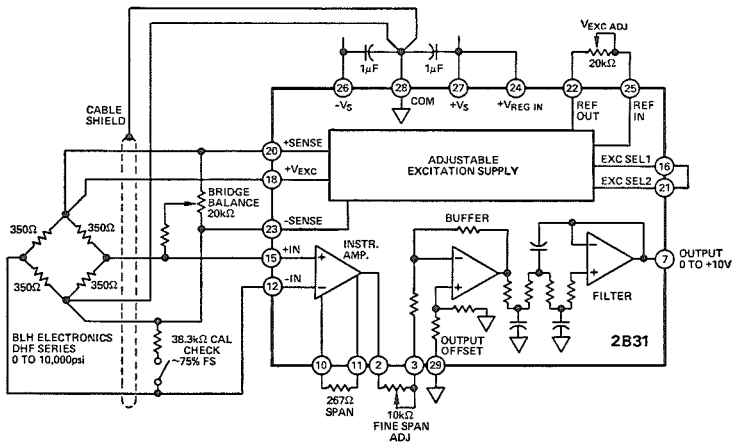 V_EXC ADJ
20kΩ
1μF
1μF
26
28
27
24
22
25
-V_S
COM
+V_S
+V_REG IN
REF
OUT
REF
IN
CABLE
SHIELD
20
+SENSE
18
+V_EXC
ADJUSTABLE
EXCITATION SUPPLY
EXC SEL1
16
EXC SEL2
21
BRIDGE
BALANCE
20kΩ
23
-SENSE
350Ω
350Ω
350Ω
350Ω
15
+IN
12
-IN
INSTR.
AMP.
BUFFER
FILTER
7
OUTPUT
0 TO +10V
BLH ELECTRONICS
DHF SERIES
0 TO 10,000psi
38.3kΩ CAL
CHECK
~75% FS
OUTPUT
OFFSET
2B31
10
11
2
3
29
267Ω
SPAN
10kΩ
FINE SPAN
ADJ
+
−
−
+
−
+